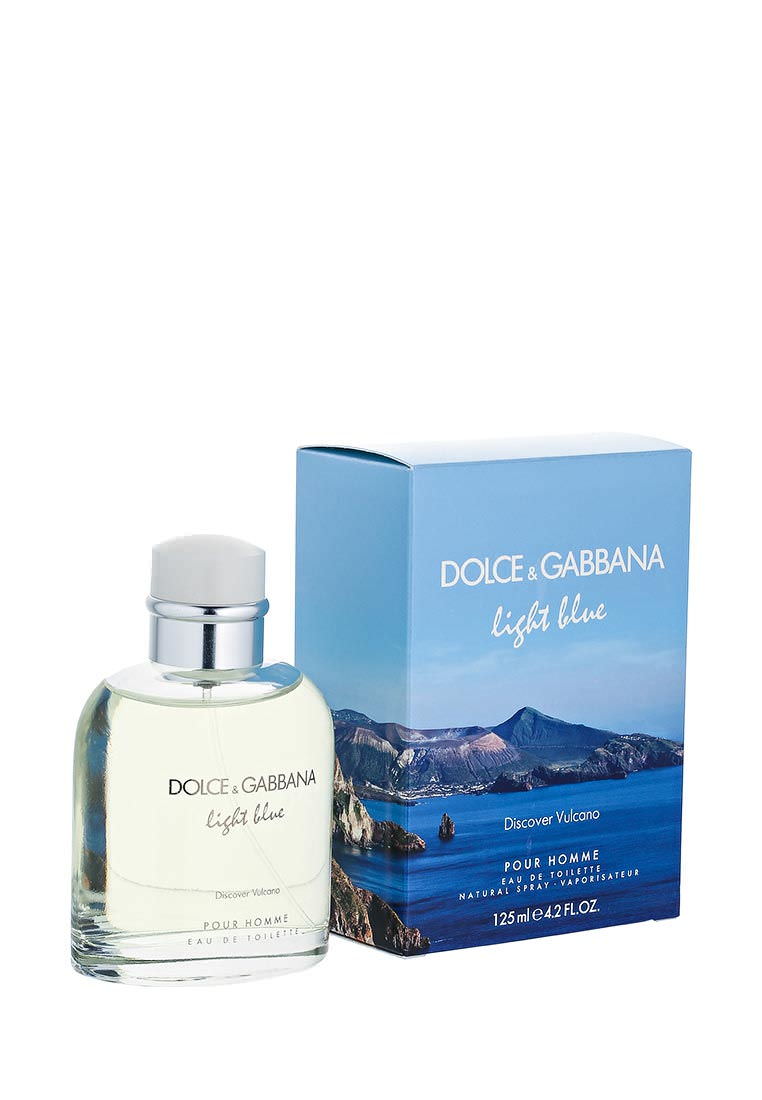 DOLCE & GABBANA
light blue
Discover Vulcano
POUR HOMME
EAU DE TOILETTE
DOLCE & GABBANA
light blue
Discover Vulcano
POUR HOMME
EAU DE TOILETTE
NATURAL SPRAY · VAPORISATEUR
125 ml ℮ 4.2 FL.OZ.